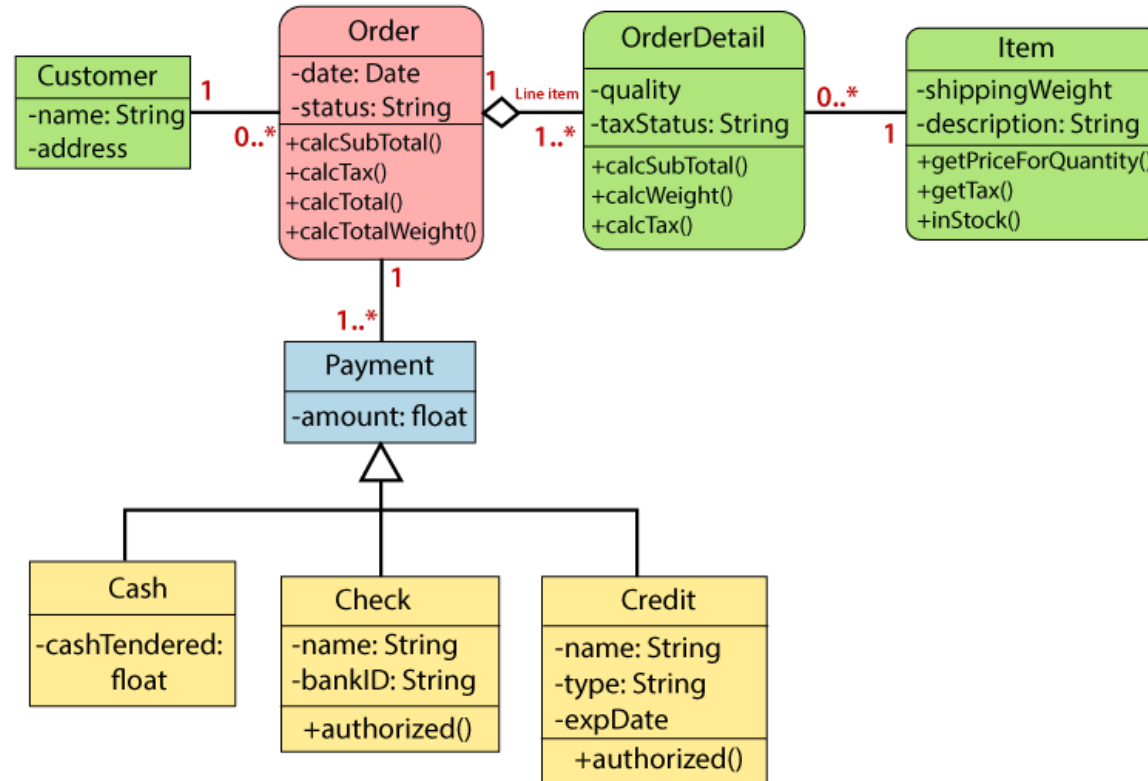 Customer
-name: String
-address
1
0..*
Order
-date: Date
-status: String
+calcSubTotal()
+calcTax()
+calcTotal()
+calcTotalWeight()
1
Line item
1..*
OrderDetail
-quality
-taxStatus: String
+calcSubTotal()
+calcWeight()
+calcTax()
0..*
1
Item
-shippingWeight
-description: String
+getPriceForQuantity()
+getTax()
+inStock()
1
1..*
Payment
-amount: float
Cash
-cashTendered:
float
Check
-name: String
-bankID: String
+authorized()
Credit
-name: String
-type: String
-expDate
+authorized()